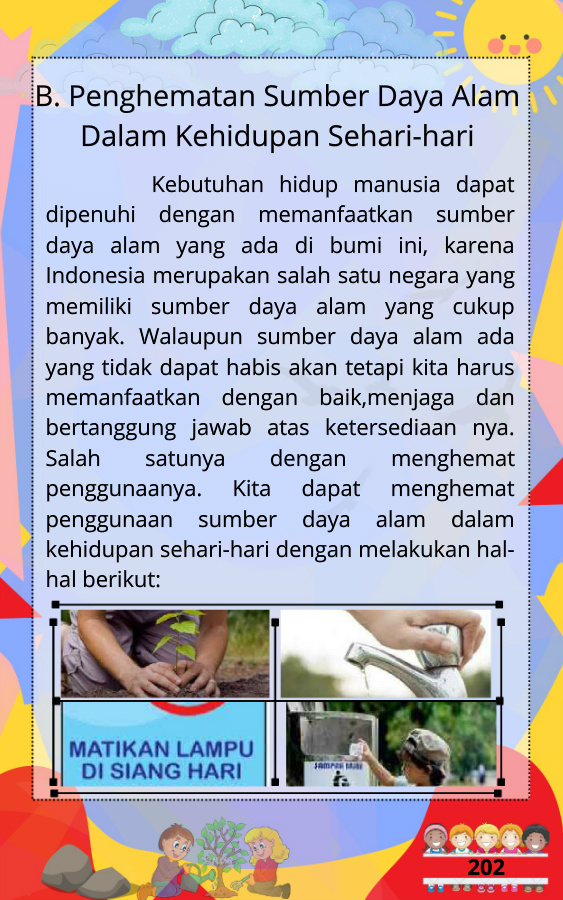 B. Penghematan Sumber Daya Alam
Dalam Kehidupan Sehari-hari
Kebutuhan hidup manusia dapat
dipenuhi dengan memanfaatkan sumber
daya alam yang ada di bumi ini, karena
Indonesia merupakan salah satu negara yang
memiliki sumber daya alam yang cukup
banyak. Walaupun sumber daya alam ada
yang tidak dapat habis akan tetapi kita harus
memanfaatkan dengan baik,menjaga dan
bertanggung jawab atas ketersediaan nya.
Salah satunya dengan menghemat
penggunaanya. Kita dapat menghemat
penggunaan sumber daya alam dalam
kehidupan sehari-hari dengan melakukan hal-
hal berikut:
MATIKAN LAMPU
DI SIANG HARI
SAMPAH
202